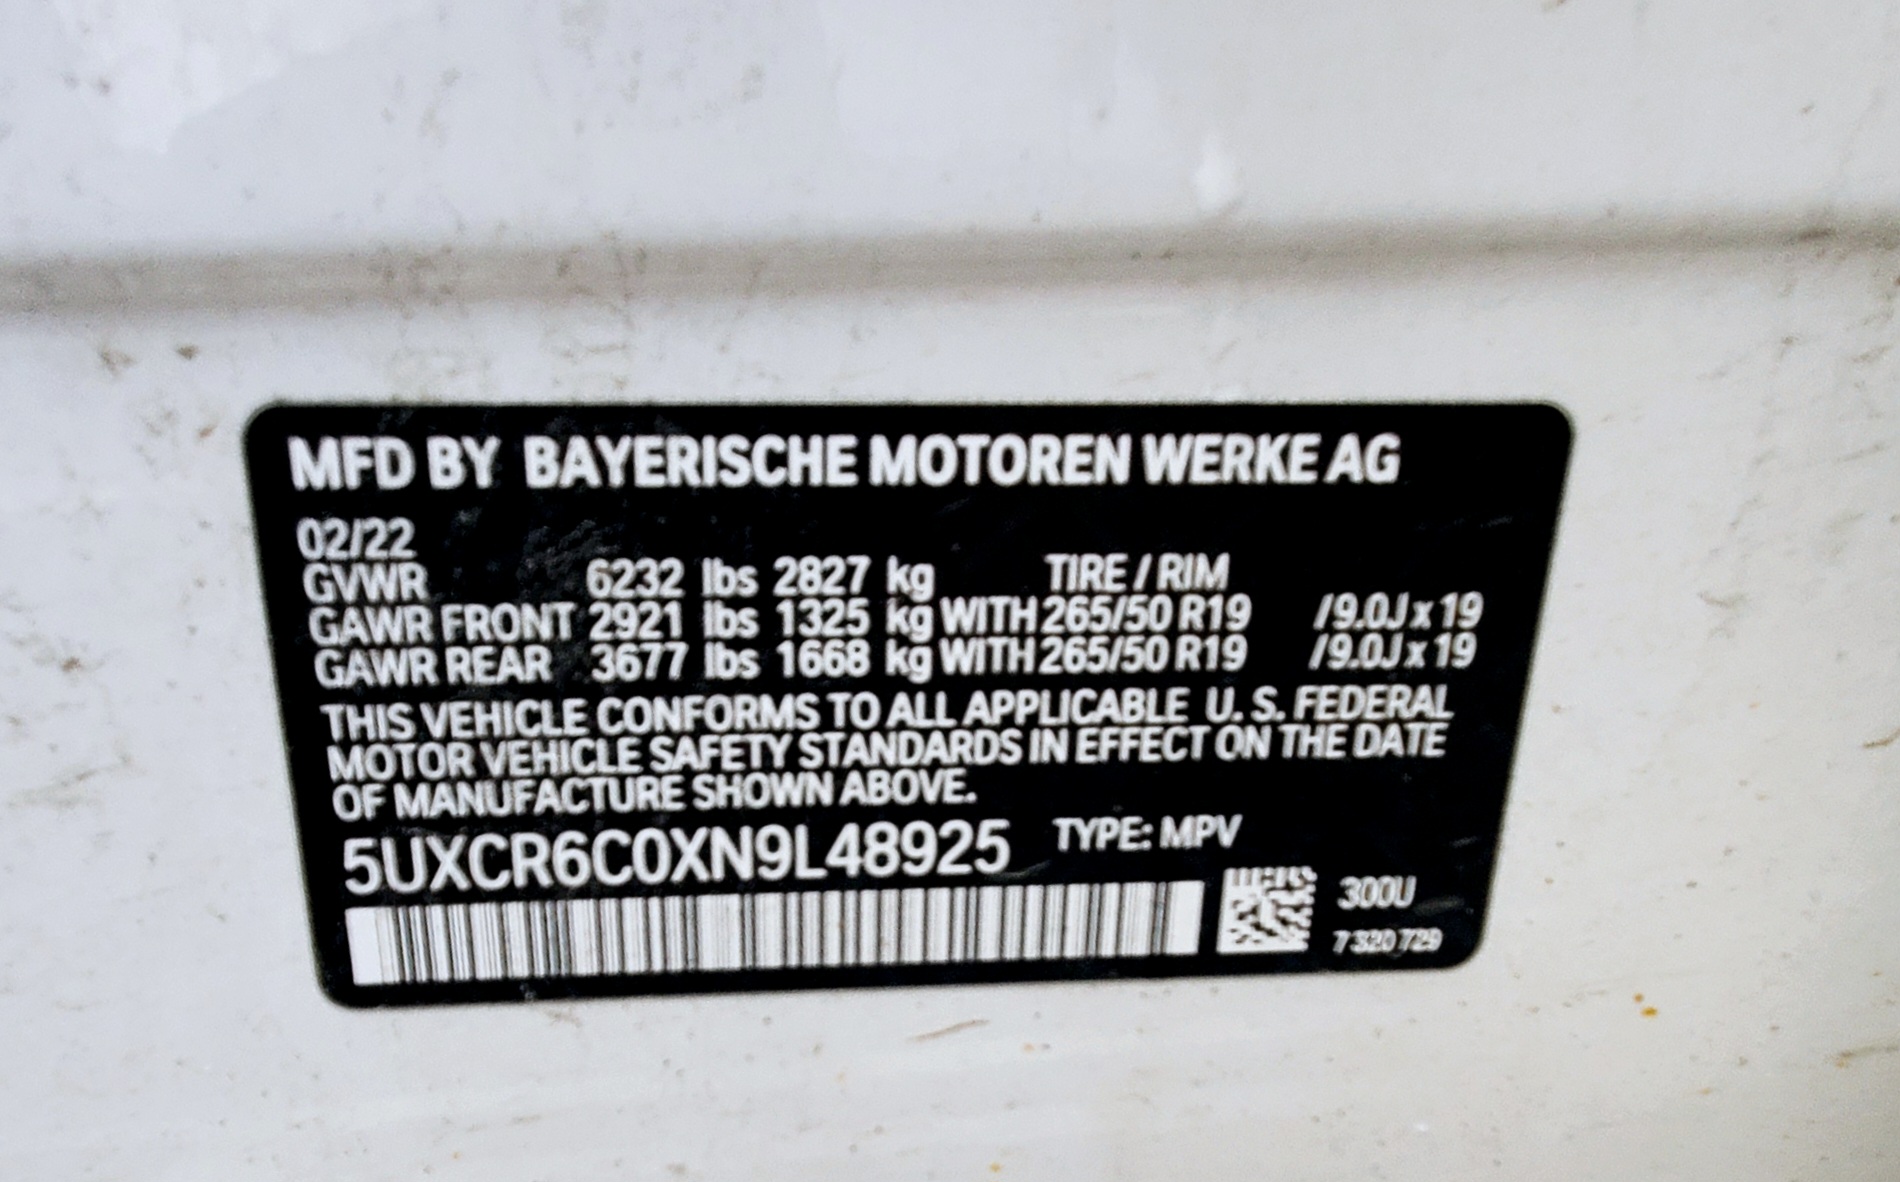 MFD BY BAYERISCHE MOTOREN WERKE AG
02/22
GVWR 6232 lbs 2827 kg TIRE / RIM
GAWR FRONT 2921 lbs 1325 kg WITH 265/50 R19 /9.0J x 19
GAWR REAR 3677 lbs 1668 kg WITH 265/50 R19 /9.0J x 19
THIS VEHICLE CONFORMS TO ALL APPLICABLE U. S. FEDERAL
MOTOR VEHICLE SAFETY STANDARDS IN EFFECT ON THE DATE
OF MANUFACTURE SHOWN ABOVE.
5UXCR6C0XN9L48925 TYPE: MPV
300U
7 320 729